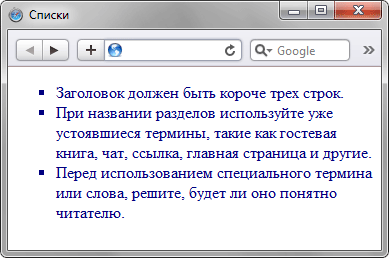 Списки
Google
Заголовок должен быть короче трех строк.
При названии разделов используйте уже
устоявшиеся термины, такие как гостевая
книга, чат, ссылка, главная страница и другие.
Перед использованием специального термина
или слова, решите, будет ли оно понятно
читателю.